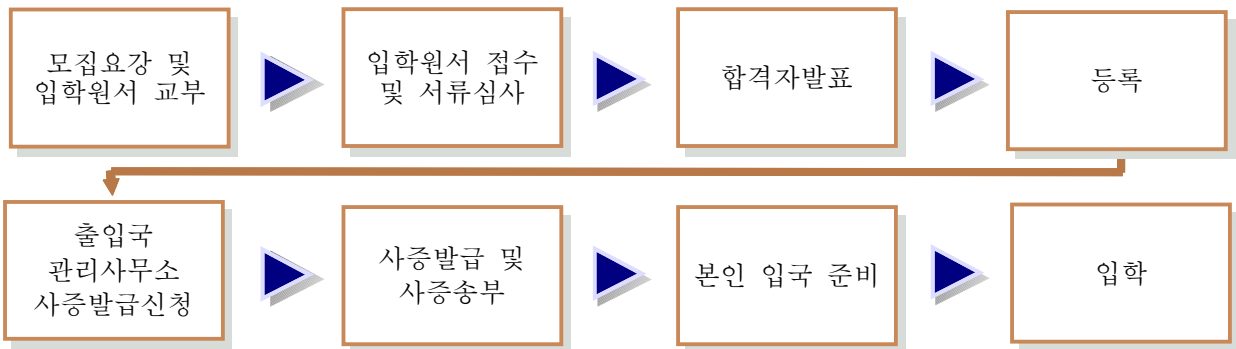 모집요강 및
입학원서 교부
입학원서 접수
및 서류심사
합격자발표
등록
출입국
관리사무소
사증발급신청
사증발급 및
사증송부
본인 입국 준비
입학